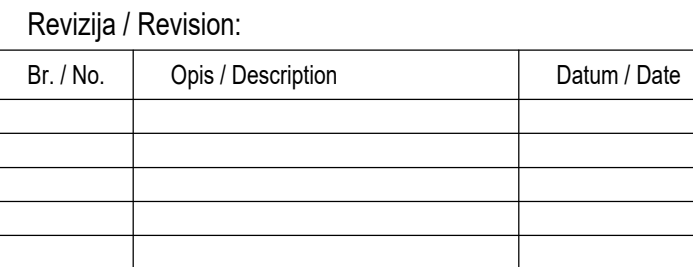 Revizija / Revision:
Br. / No. Opis / Description Datum / Date